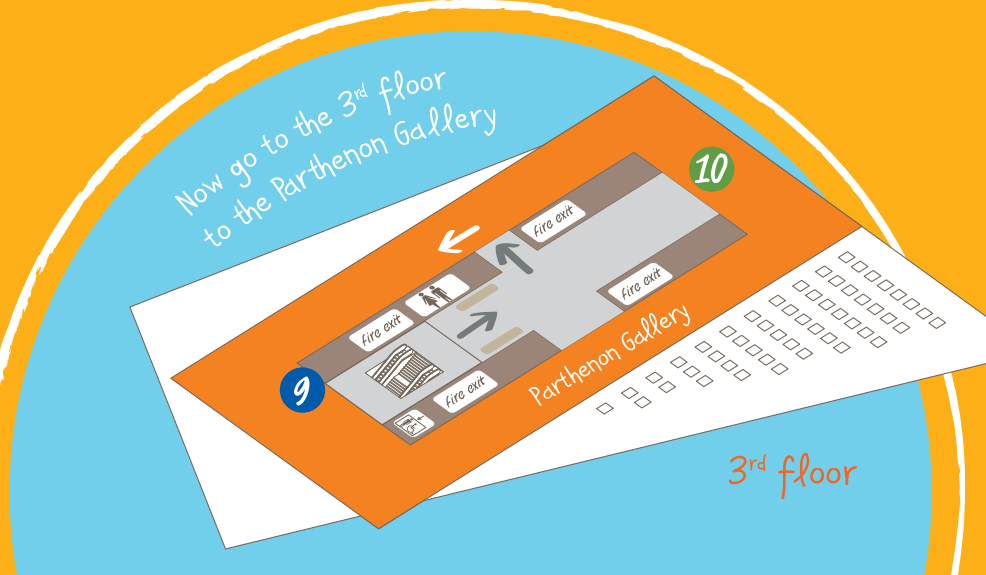 Now go to the 3rd floor
to the Parthenon Gallery
10
fire exit
fire exit
fire exit
9
fire exit
Parthenon Gallery
3rd floor